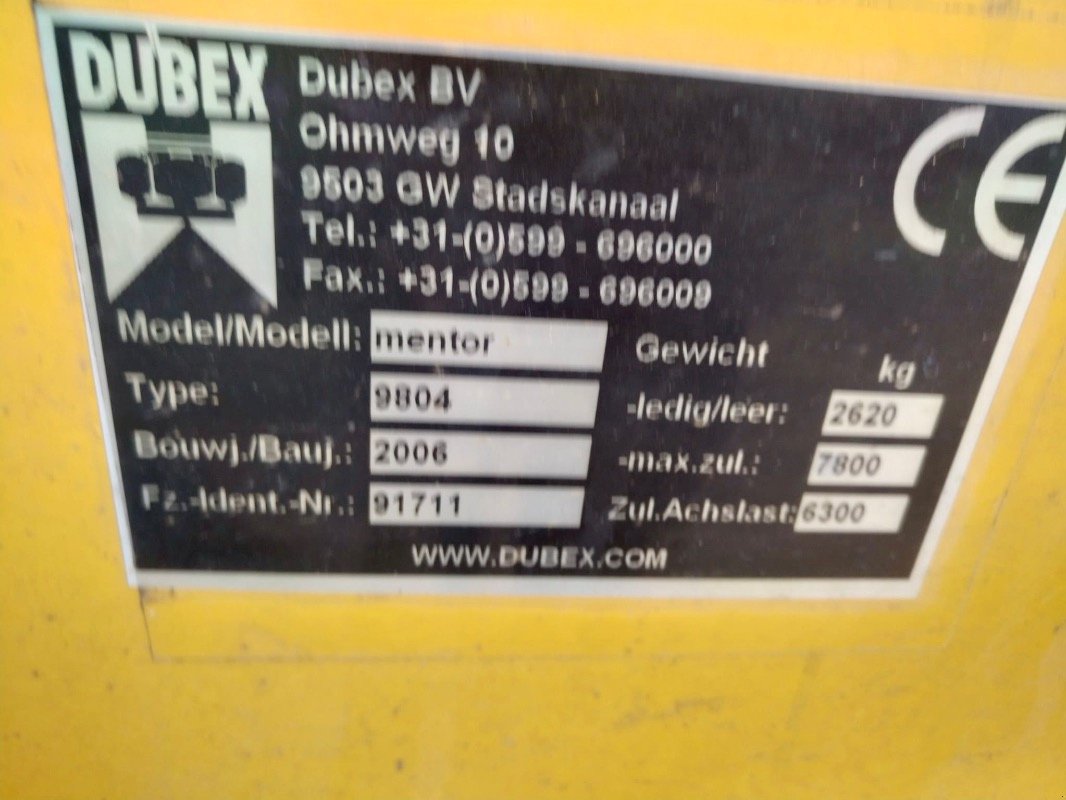 DUBEX
Dubex BV
Ohmweg 10
9503 GW Stadskanaal
Tel.: +31-(0)599 - 696000
Fax.: +31-(0)599 - 696009
CE
Model/Modell: mentor
Type: 9804
Bouwj./Bauj.: 2006
Fz.-Ident.-Nr.: 91711
Gewicht kg
-ledig/leer: 2620
-max.zul.: 7800
Zul.Achslast: 6300
WWW.DUBEX.COM